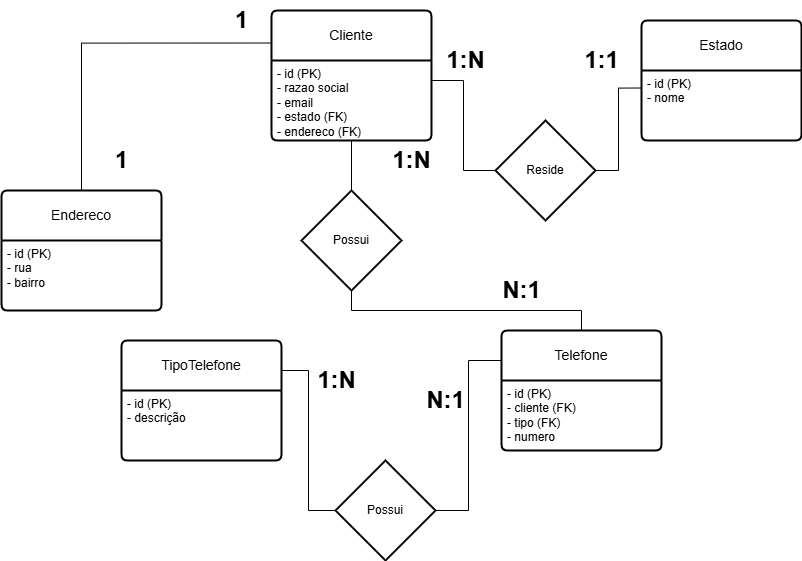 1
Cliente
- id (PK)
- razao social
- email
- estado (FK)
- endereco (FK)
1:N
1:1
Estado
- id (PK)
- nome
Reside
1
1:N
Endereco
- id (PK)
- rua
- bairro
Possui
N:1
TipoTelefone
- id (PK)
- descrição
1:N
N:1
Telefone
- id (PK)
- cliente (FK)
- tipo (FK)
- numero
Possui